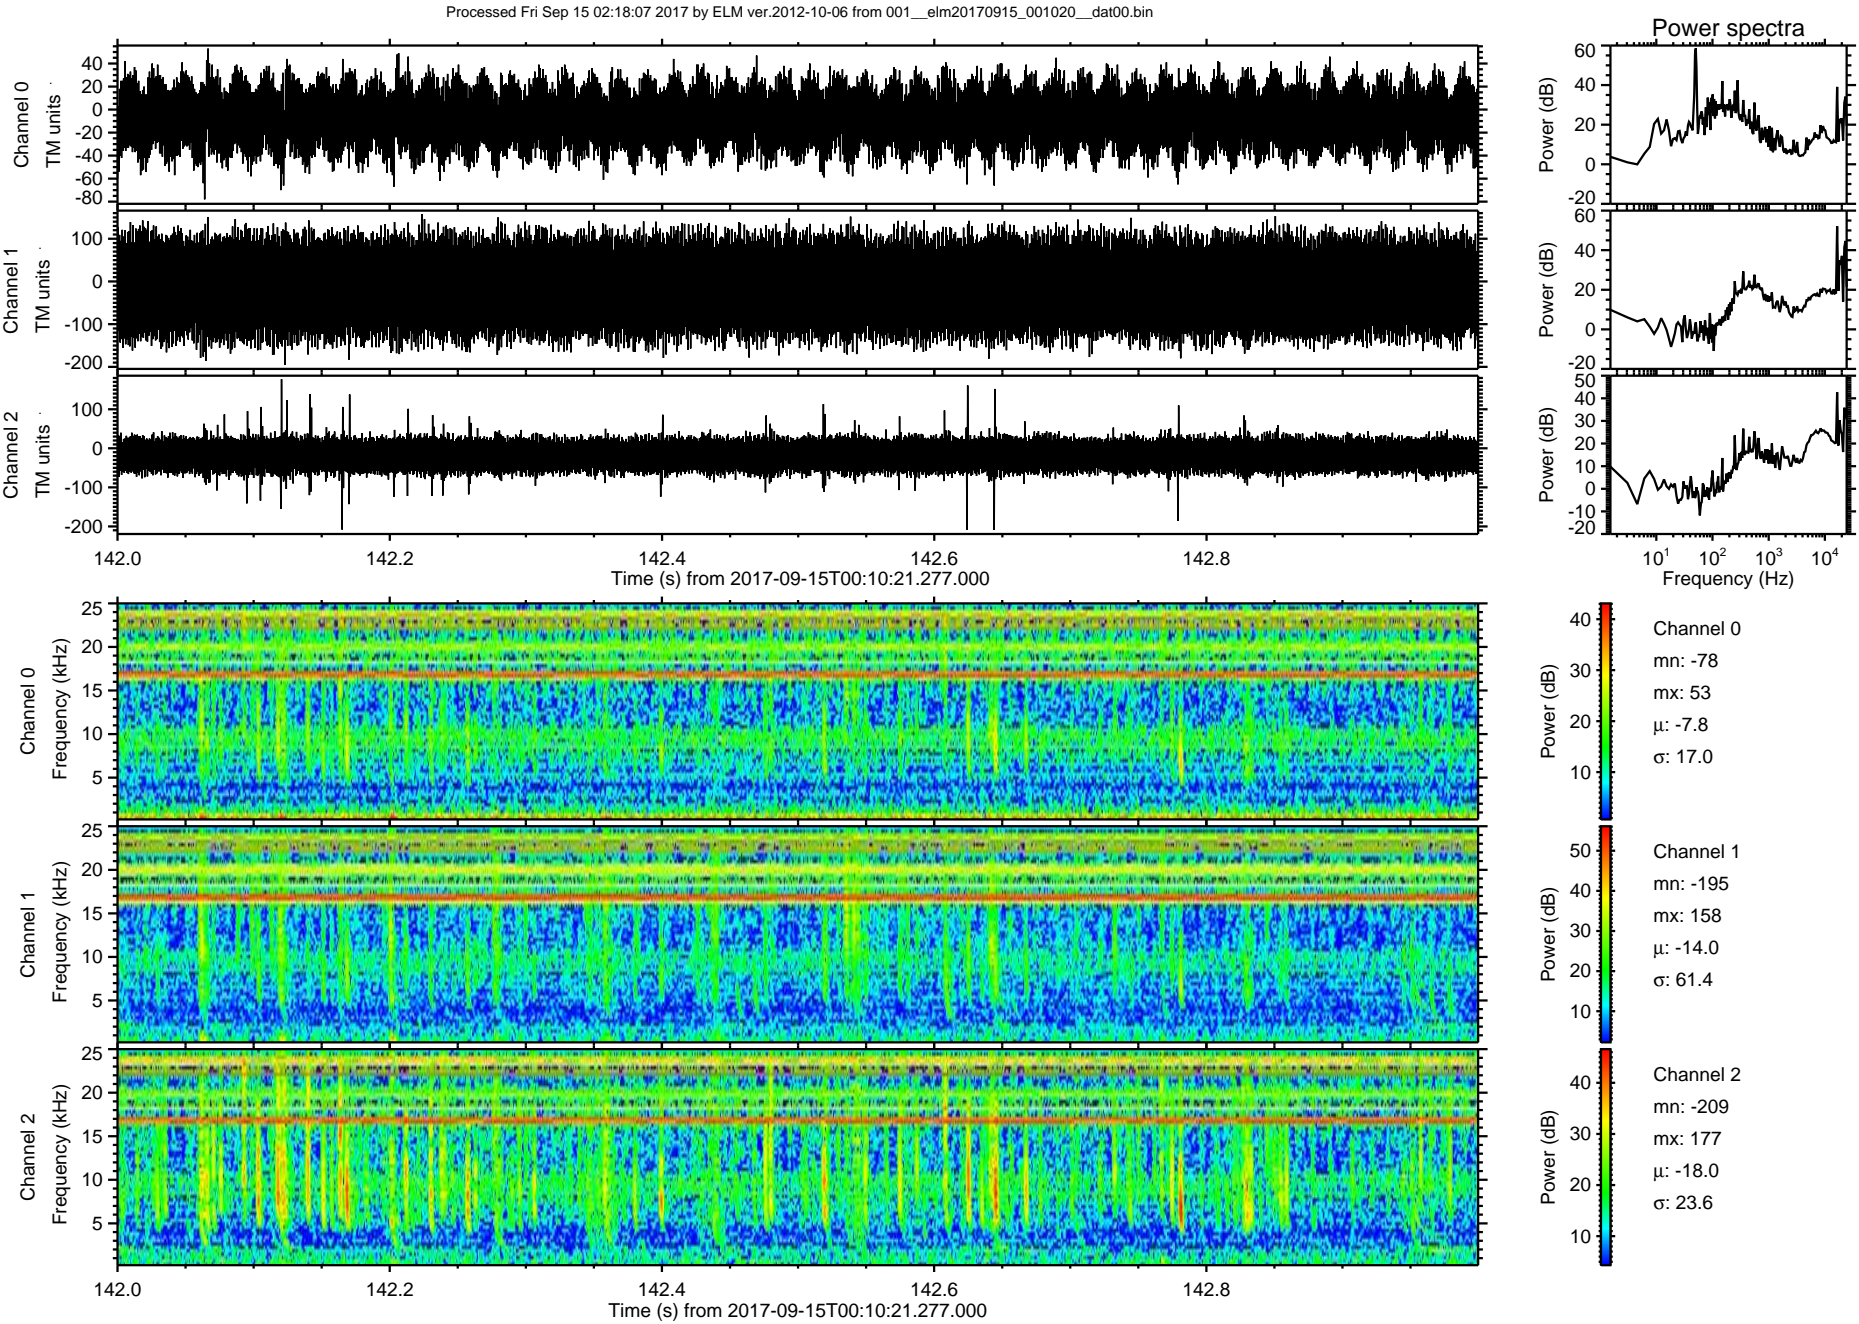 Processed Fri Sep 15 02:18:07 2017 by ELM ver.2012-10-06 from 001__elm20170915_001020__dat00.bin
Power spectra
Channel 0
TM units
40
20
0
-20
-40
-60
-80
Power (dB)
60
40
20
0
-20
Channel 1
TM units
100
0
-100
-200
Power (dB)
60
40
20
0
-20
Channel 2
TM units
100
0
-100
-200
Power (dB)
50
40
30
20
10
0
-10
-20
142.0 142.2 142.4 142.6 142.8
Time (s) from 2017-09-15T00:10:21.277.000
10¹ 10² 10³ 10⁴
Frequency (Hz)
Channel 0
Frequency (kHz)
25
20
15
10
5
Power (dB)
40
30
20
10
Channel 0
mn: -78
mx: 53
μ: -7.8
σ: 17.0
Channel 1
Frequency (kHz)
25
20
15
10
5
Power (dB)
50
40
30
20
10
Channel 1
mn: -195
mx: 158
μ: -14.0
σ: 61.4
Channel 2
Frequency (kHz)
25
20
15
10
5
Power (dB)
40
30
20
10
Channel 2
mn: -209
mx: 177
μ: -18.0
σ: 23.6
142.0 142.2 142.4 142.6 142.8
Time (s) from 2017-09-15T00:10:21.277.000